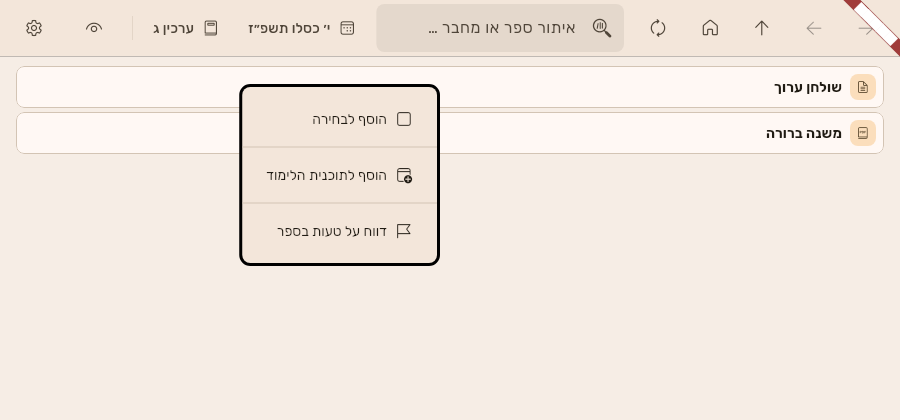 איתור ספר או מחבר ...
י׳ כסלו תשפ״ז
ערכין ג
שולחן ערוך
משנה ברורה
הוסף לבחירה
הוסף לתוכנית הלימוד
דווח על טעות בספר